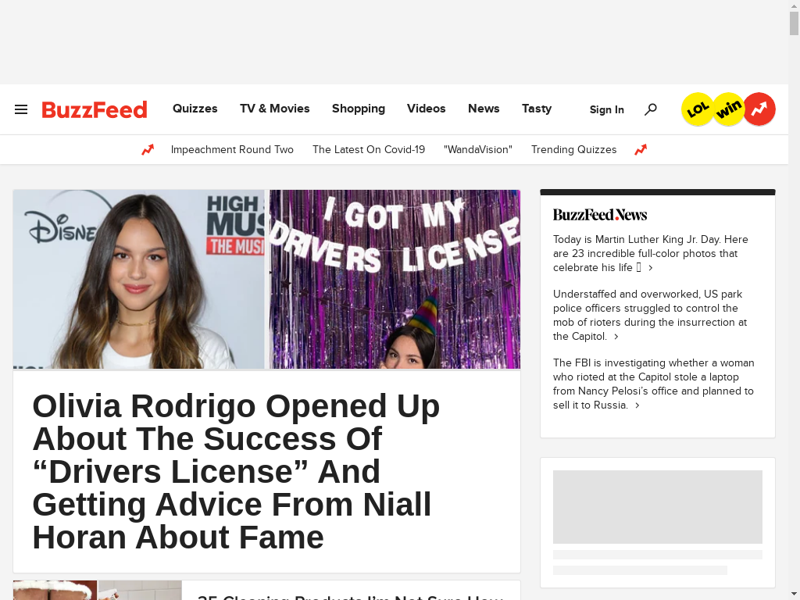 BuzzFeed
Quizzes
TV & Movies
Shopping
Videos
News
Tasty
Sign In
LOL
win
Impeachment Round Two
The Latest On Covid-19
"WandaVision"
Trending Quizzes
Disney
HIGH
MUS
THE MUSI
I GOT MY
DRIVERS LICENSE
Olivia Rodrigo Opened Up
About The Success Of
“Drivers License” And
Getting Advice From Niall
Horan About Fame
BuzzFeed News
Today is Martin Luther King Jr. Day. Here
are 23 incredible full-color photos that
celebrate his life
Understaffed and overworked, US park
police officers struggled to control the
mob of rioters during the insurrection at
the Capitol.
The FBI is investigating whether a woman
who rioted at the Capitol stole a laptop
from Nancy Pelosi’s office and planned to
sell it to Russia.
35 Cleaning Products I'm Not Sure How